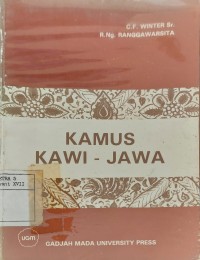 C.F. WINTER Sr.
R.Ng. RANGGAWARSITA
KAMUS
KAWI - JAWA
UGM
GADJAH MADA UNIVERSITY PRESS